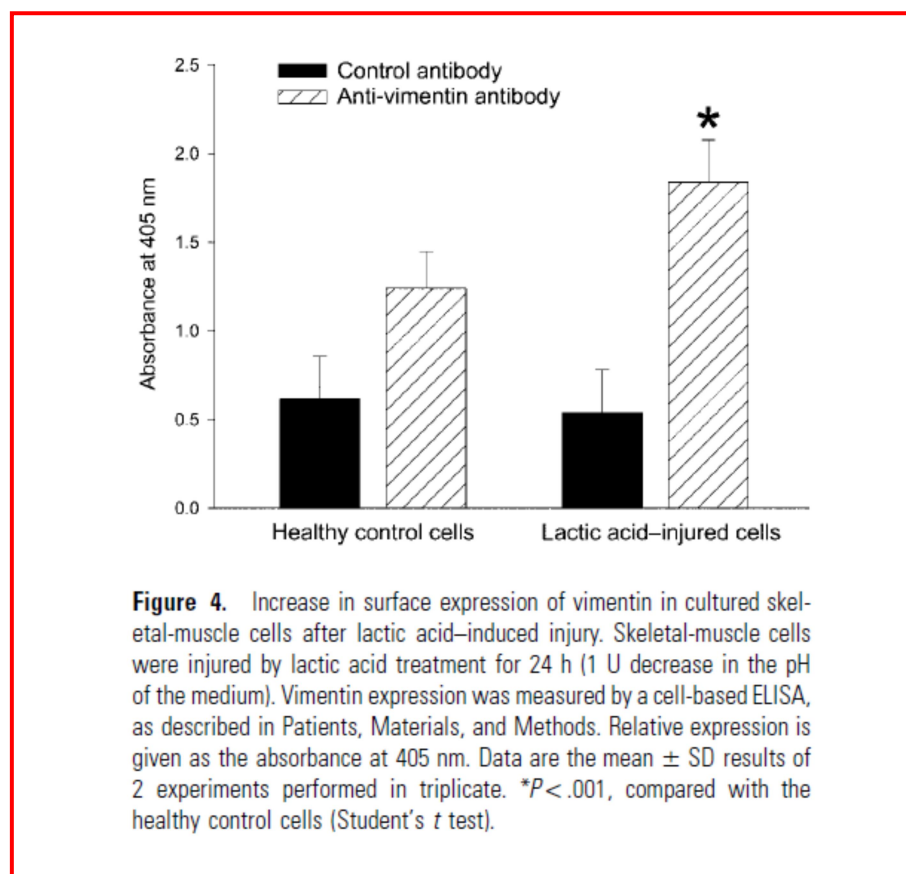 2.5
Control antibody
Anti-vimentin antibody
*
2.0
Absorbance at 405 nm
1.5
1.0
0.5
0.0
Healthy control cells
Lactic acid–injured cells
Figure 4. Increase in surface expression of vimentin in cultured skel-
etal-muscle cells after lactic acid–induced injury. Skeletal-muscle cells
were injured by lactic acid treatment for 24 h (1 U decrease in the pH
of the medium). Vimentin expression was measured by a cell-based ELISA,
as described in Patients, Materials, and Methods. Relative expression is
given as the absorbance at 405 nm. Data are the mean ± SD results of
2 experiments performed in triplicate. *P<.001, compared with the
healthy control cells (Student's t test).